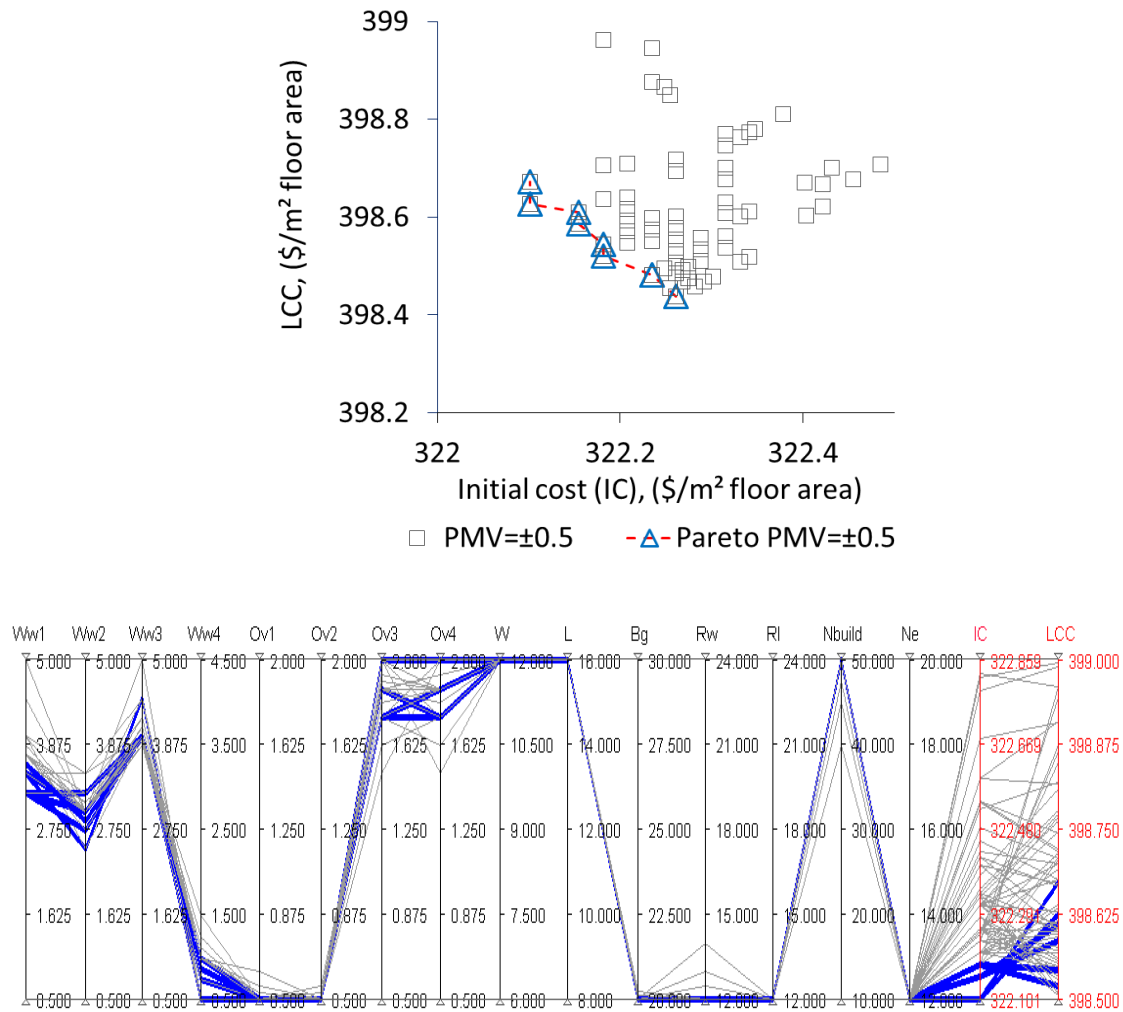 399
398.8
398.6
398.4
398.2
LCC, ($/m² floor area)
322 322.2 322.4
Initial cost (IC), ($/m² floor area)
PMV=±0.5 Pareto PMV=±0.5
Ww1 Ww2 Ww3 Ww4 Ov1 Ov2 Ov3 Ov4 W L Bg Rw Rl Nbuild Ne IC LCC
5.000 5.000 5.000 4.500 2.000 2.000 2.000 2.000 12.000 16.000 30.000 24.000 24.000 50.000 20.000 322.859 399.000
3.875 3.875 3.875 3.500 1.625 1.625 1.625 1.625 10.500 14.000 27.500 21.000 21.000 40.000 18.000 322.669 398.875
2.750 2.750 2.750 2.500 1.250 1.250 1.250 1.250 9.000 12.000 25.000 18.000 18.000 30.000 16.000 322.480 398.750
1.625 1.625 1.625 1.500 0.875 0.875 0.875 0.875 7.500 10.000 22.500 15.000 15.000 20.000 14.000 398.625
0.500 0.500 0.500 0.500 0.500 0.500 0.500 0.500 6.000 8.000 20.000 12.000 12.000 10.000 12.000 322.101 398.500